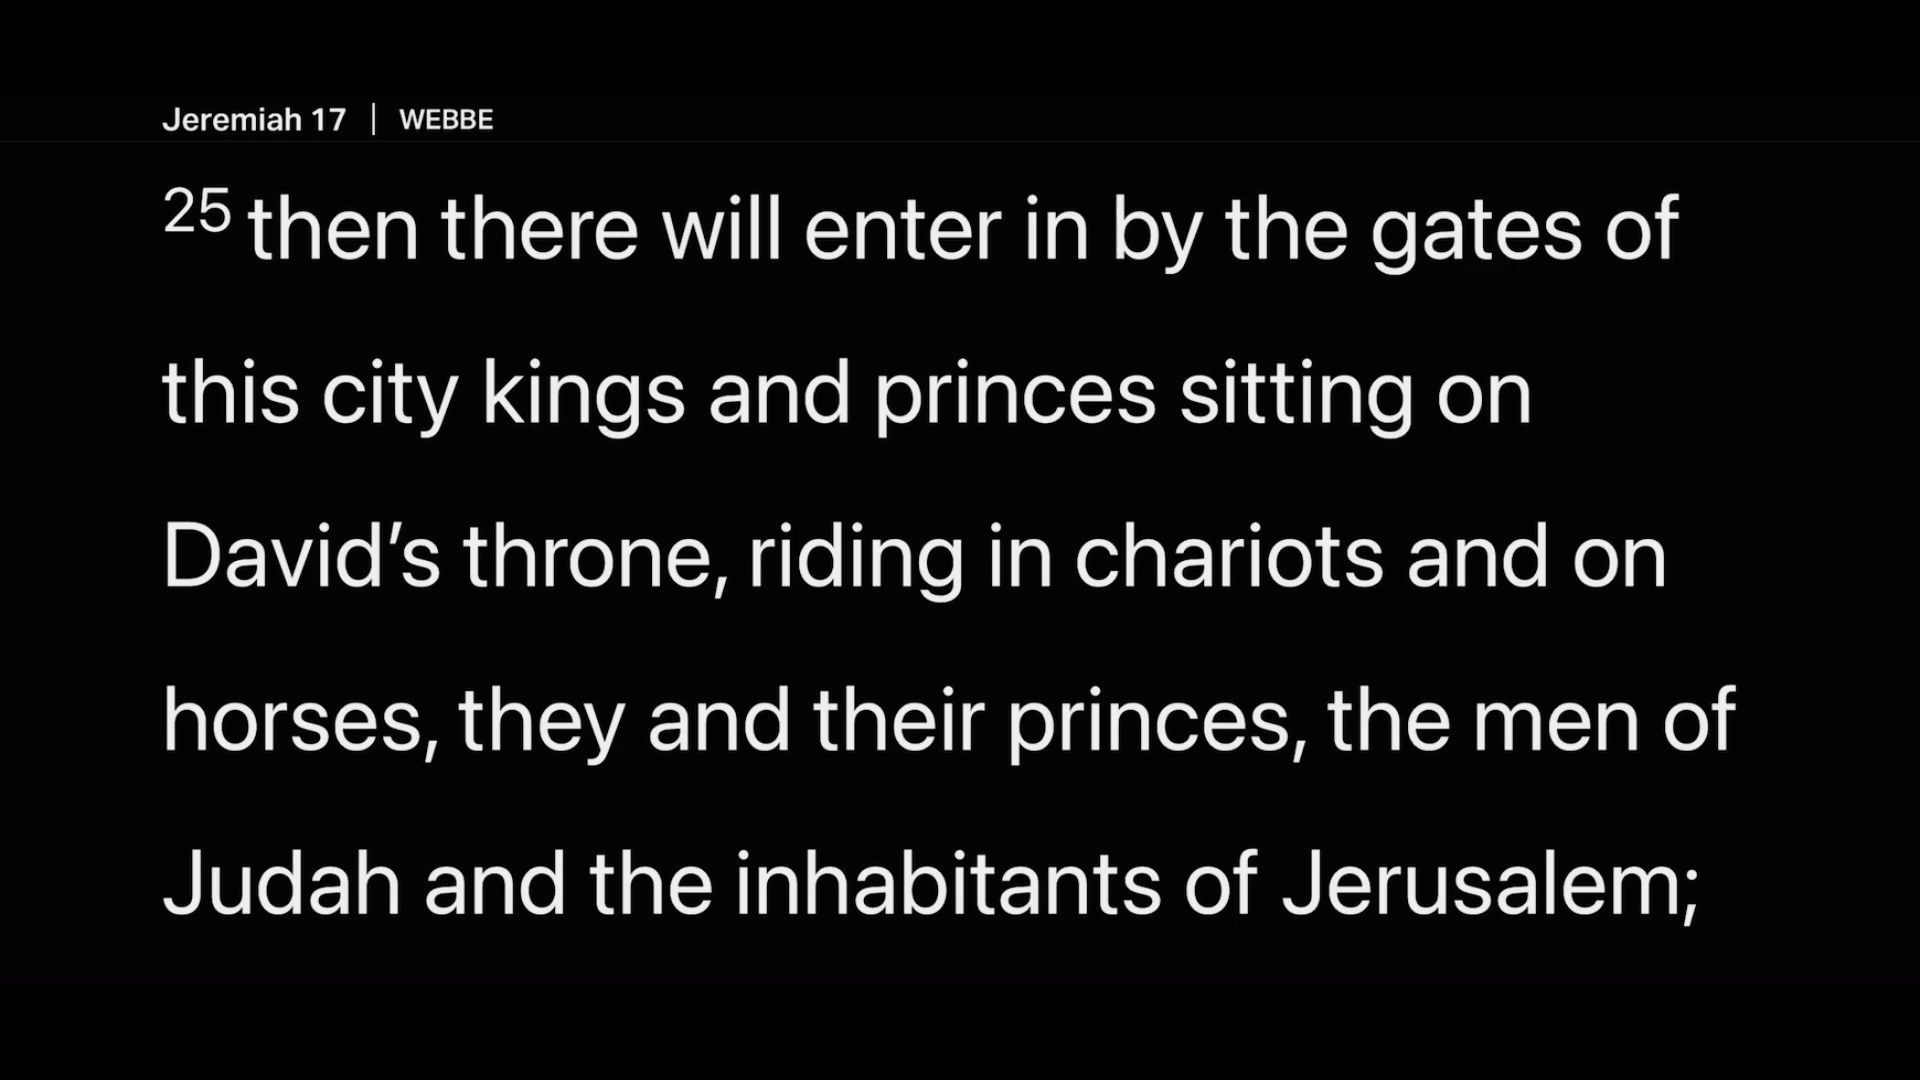 Jeremiah 17 | WEBBE
25 then there will enter in by the gates of
this city kings and princes sitting on
David’s throne, riding in chariots and on
horses, they and their princes, the men of
Judah and the inhabitants of Jerusalem;